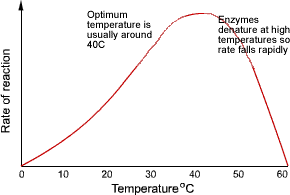 Optimum
temperature is
usually around
40C
Enzymes
denature at high
temperatures so
rate falls rapidly
Rate of reaction
0 10 20 30 40 50 60
Temperature°C